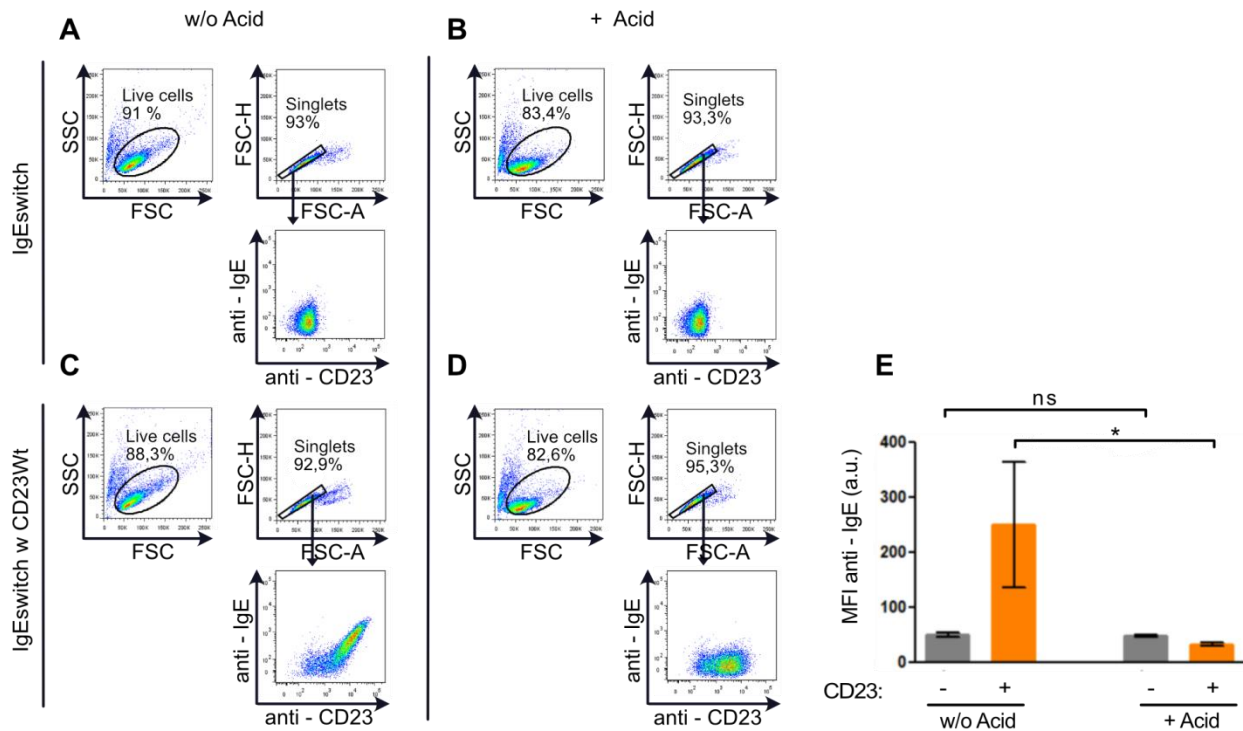 w/o Acid
+ Acid
A
B
IgEswitch
SSC
Live cells
91 %
FSC
FSC-H
Singlets
93%
FSC-A
anti - IgE
anti - CD23
SSC
Live cells
83,4%
FSC
FSC-H
Singlets
93,3%
FSC-A
anti - IgE
anti - CD23
C
D
E
IgEswitch w CD23Wt
SSC
Live cells
88,3%
FSC
FSC-H
Singlets
92,9%
FSC-A
anti - IgE
anti - CD23
SSC
Live cells
82,6%
FSC
FSC-H
Singlets
95,3%
FSC-A
anti - IgE
anti - CD23
ns
*
MFI anti - IgE (a.u.)
400
300
200
100
0
CD23: - + - +
w/o Acid + Acid